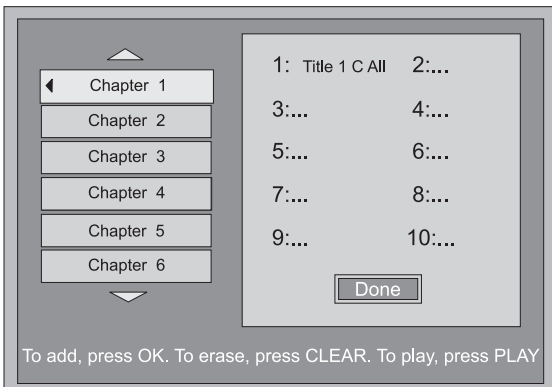 Chapter 1
Chapter 2
Chapter 3
Chapter 4
Chapter 5
Chapter 6
1: Title 1 C All 2:...
3:... 4:...
5:... 6:...
7:... 8:...
9:... 10:...
Done
To add, press OK. To erase, press CLEAR. To play, press PLAY